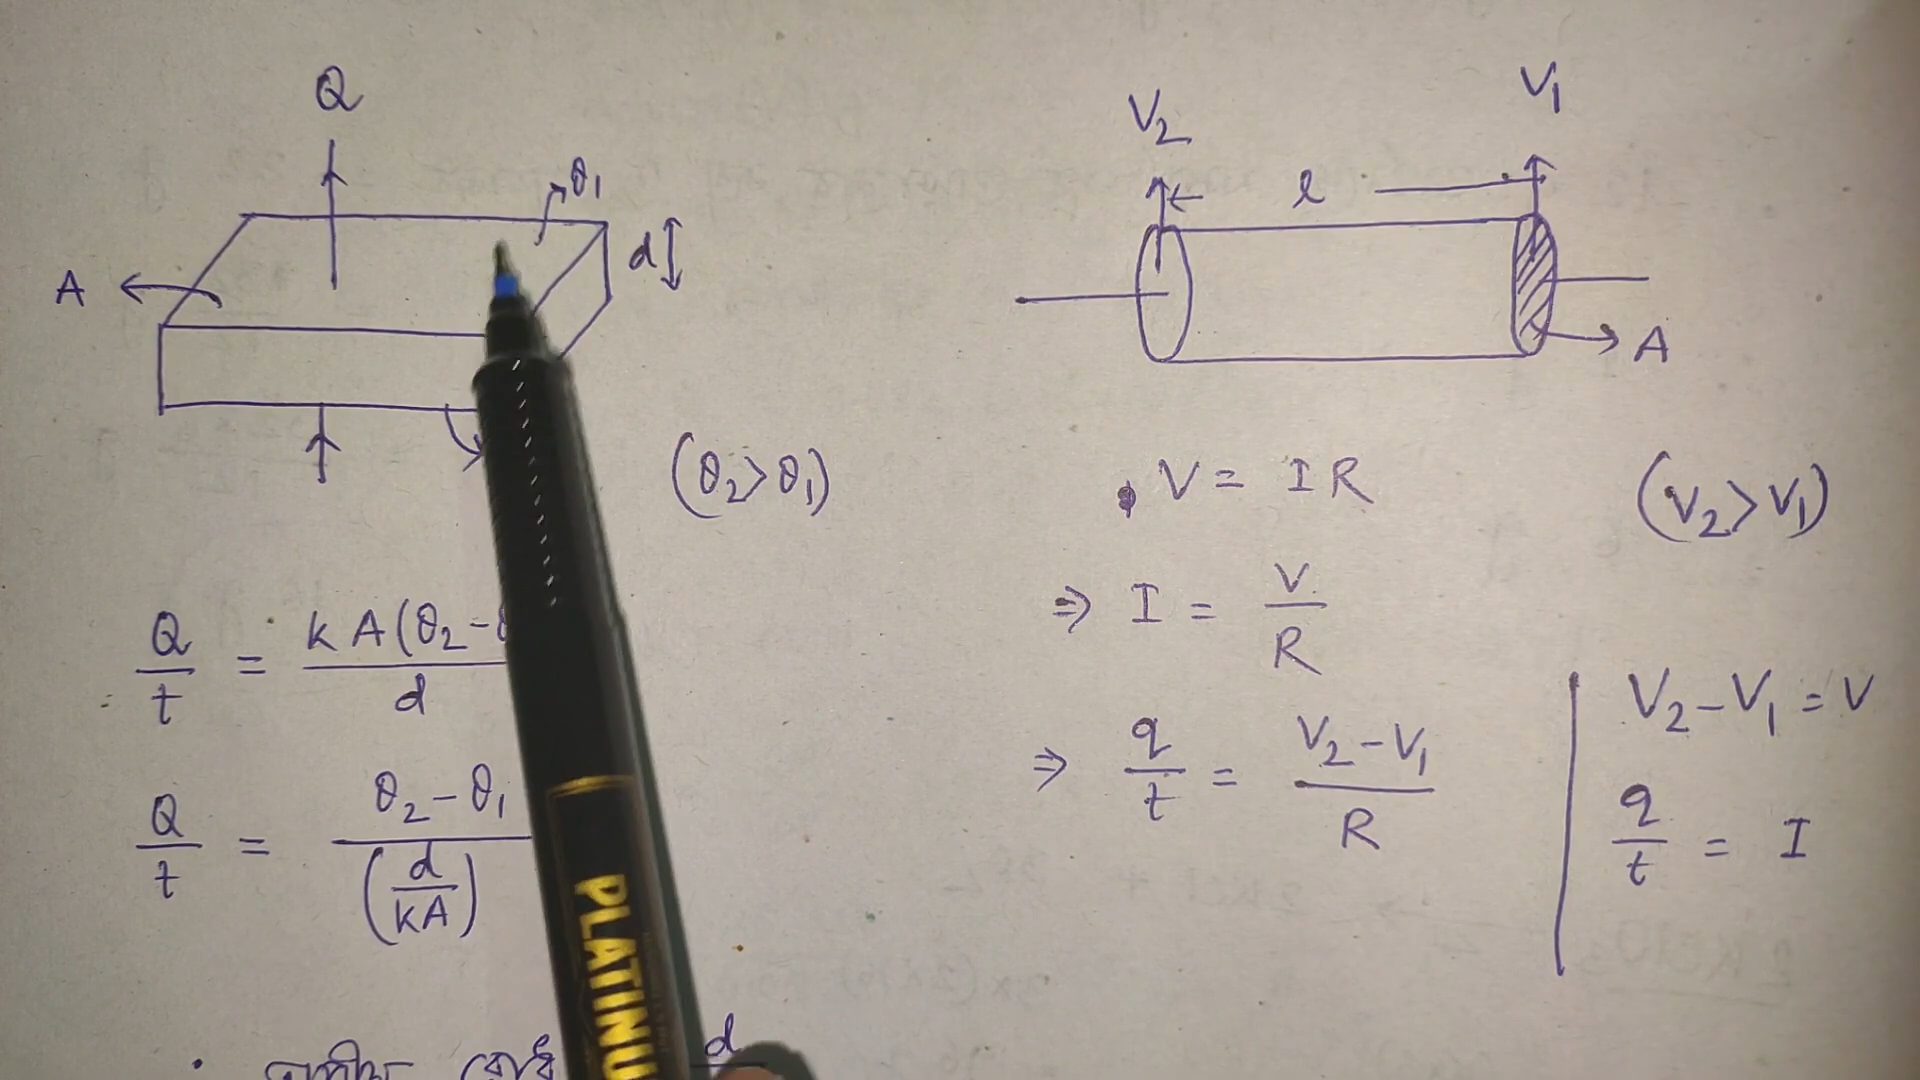 Q
θ₁
A
d
(θ₂>θ₁)
Q/t = kA(θ₂-
d
Q/t = θ₂-θ₁/(d/kA)
তাপীয় রোধ
d
V₂
V₁
l
A
V = IR
(V₂>V₁)
⇒ I = V/R
⇒ q/t = V₂-V₁/R
V₂-V₁ = V
q/t = I
PLATINU